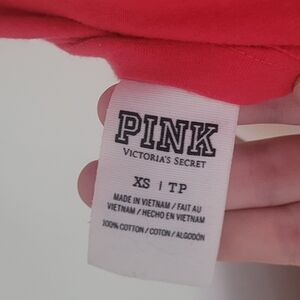 PINK
VICTORIA'S SECRET
XS | TP
MADE IN VIETNAM / FAIT AU
VIETNAM / HECHO EN VIETNAM
100% COTTON / COTON / ALGODÓN